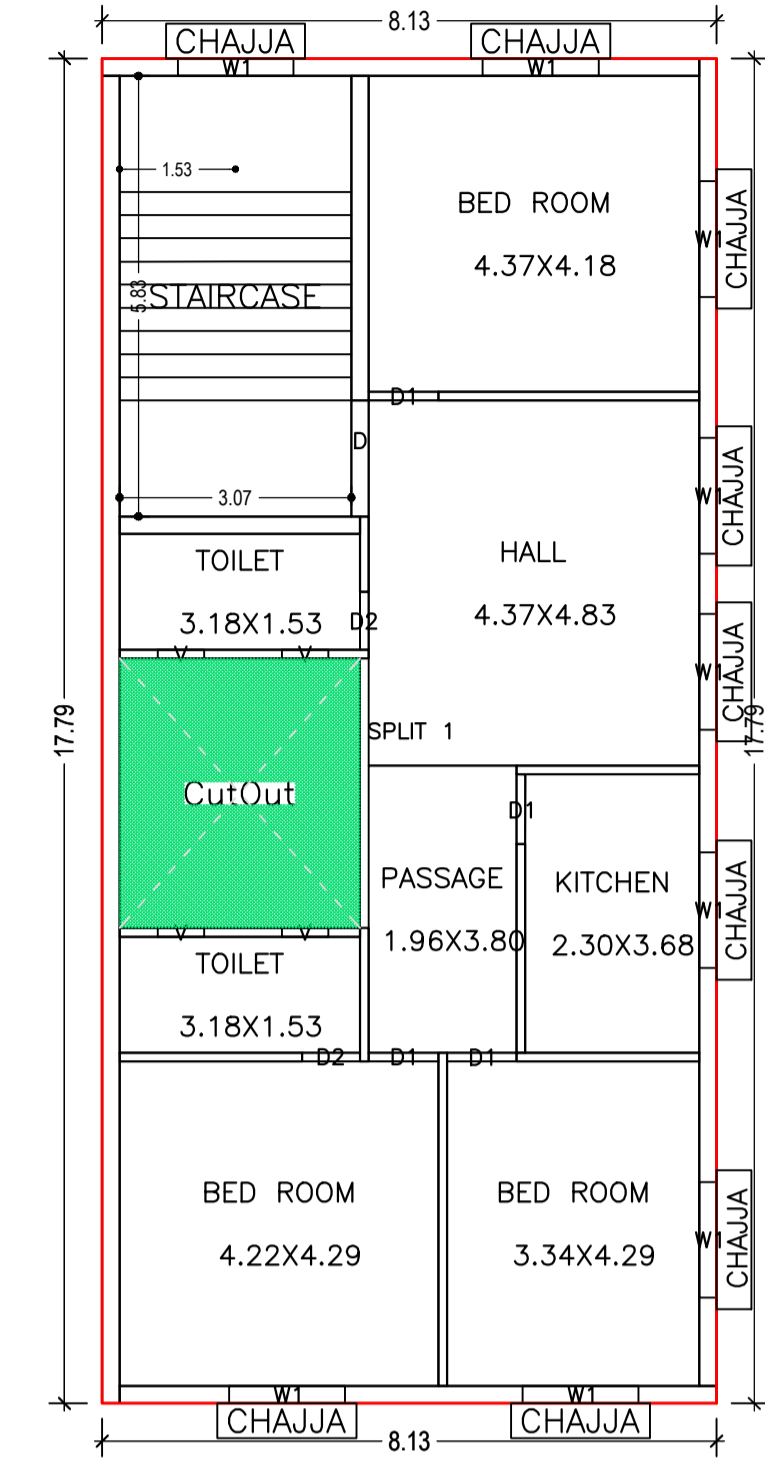 8.13
CHAJJA
CHAJJA
W1
W1
1.53
BED ROOM
4.37X4.18
W1
CHAJJA
5.83
STAIRCASE
D1
D
3.07
W1
CHAJJA
TOILET
3.18X1.53
HALL
4.37X4.83
D2
V
V
W1
CHAJJA
17.79
17.79
SPLIT 1
CutOut
D1
PASSAGE
1.96X3.80
KITCHEN
2.30X3.68
W1
CHAJJA
V
V
TOILET
3.18X1.53
D2
D1
D1
BED ROOM
4.22X4.29
BED ROOM
3.34X4.29
W1
CHAJJA
W1
W1
CHAJJA
CHAJJA
8.13